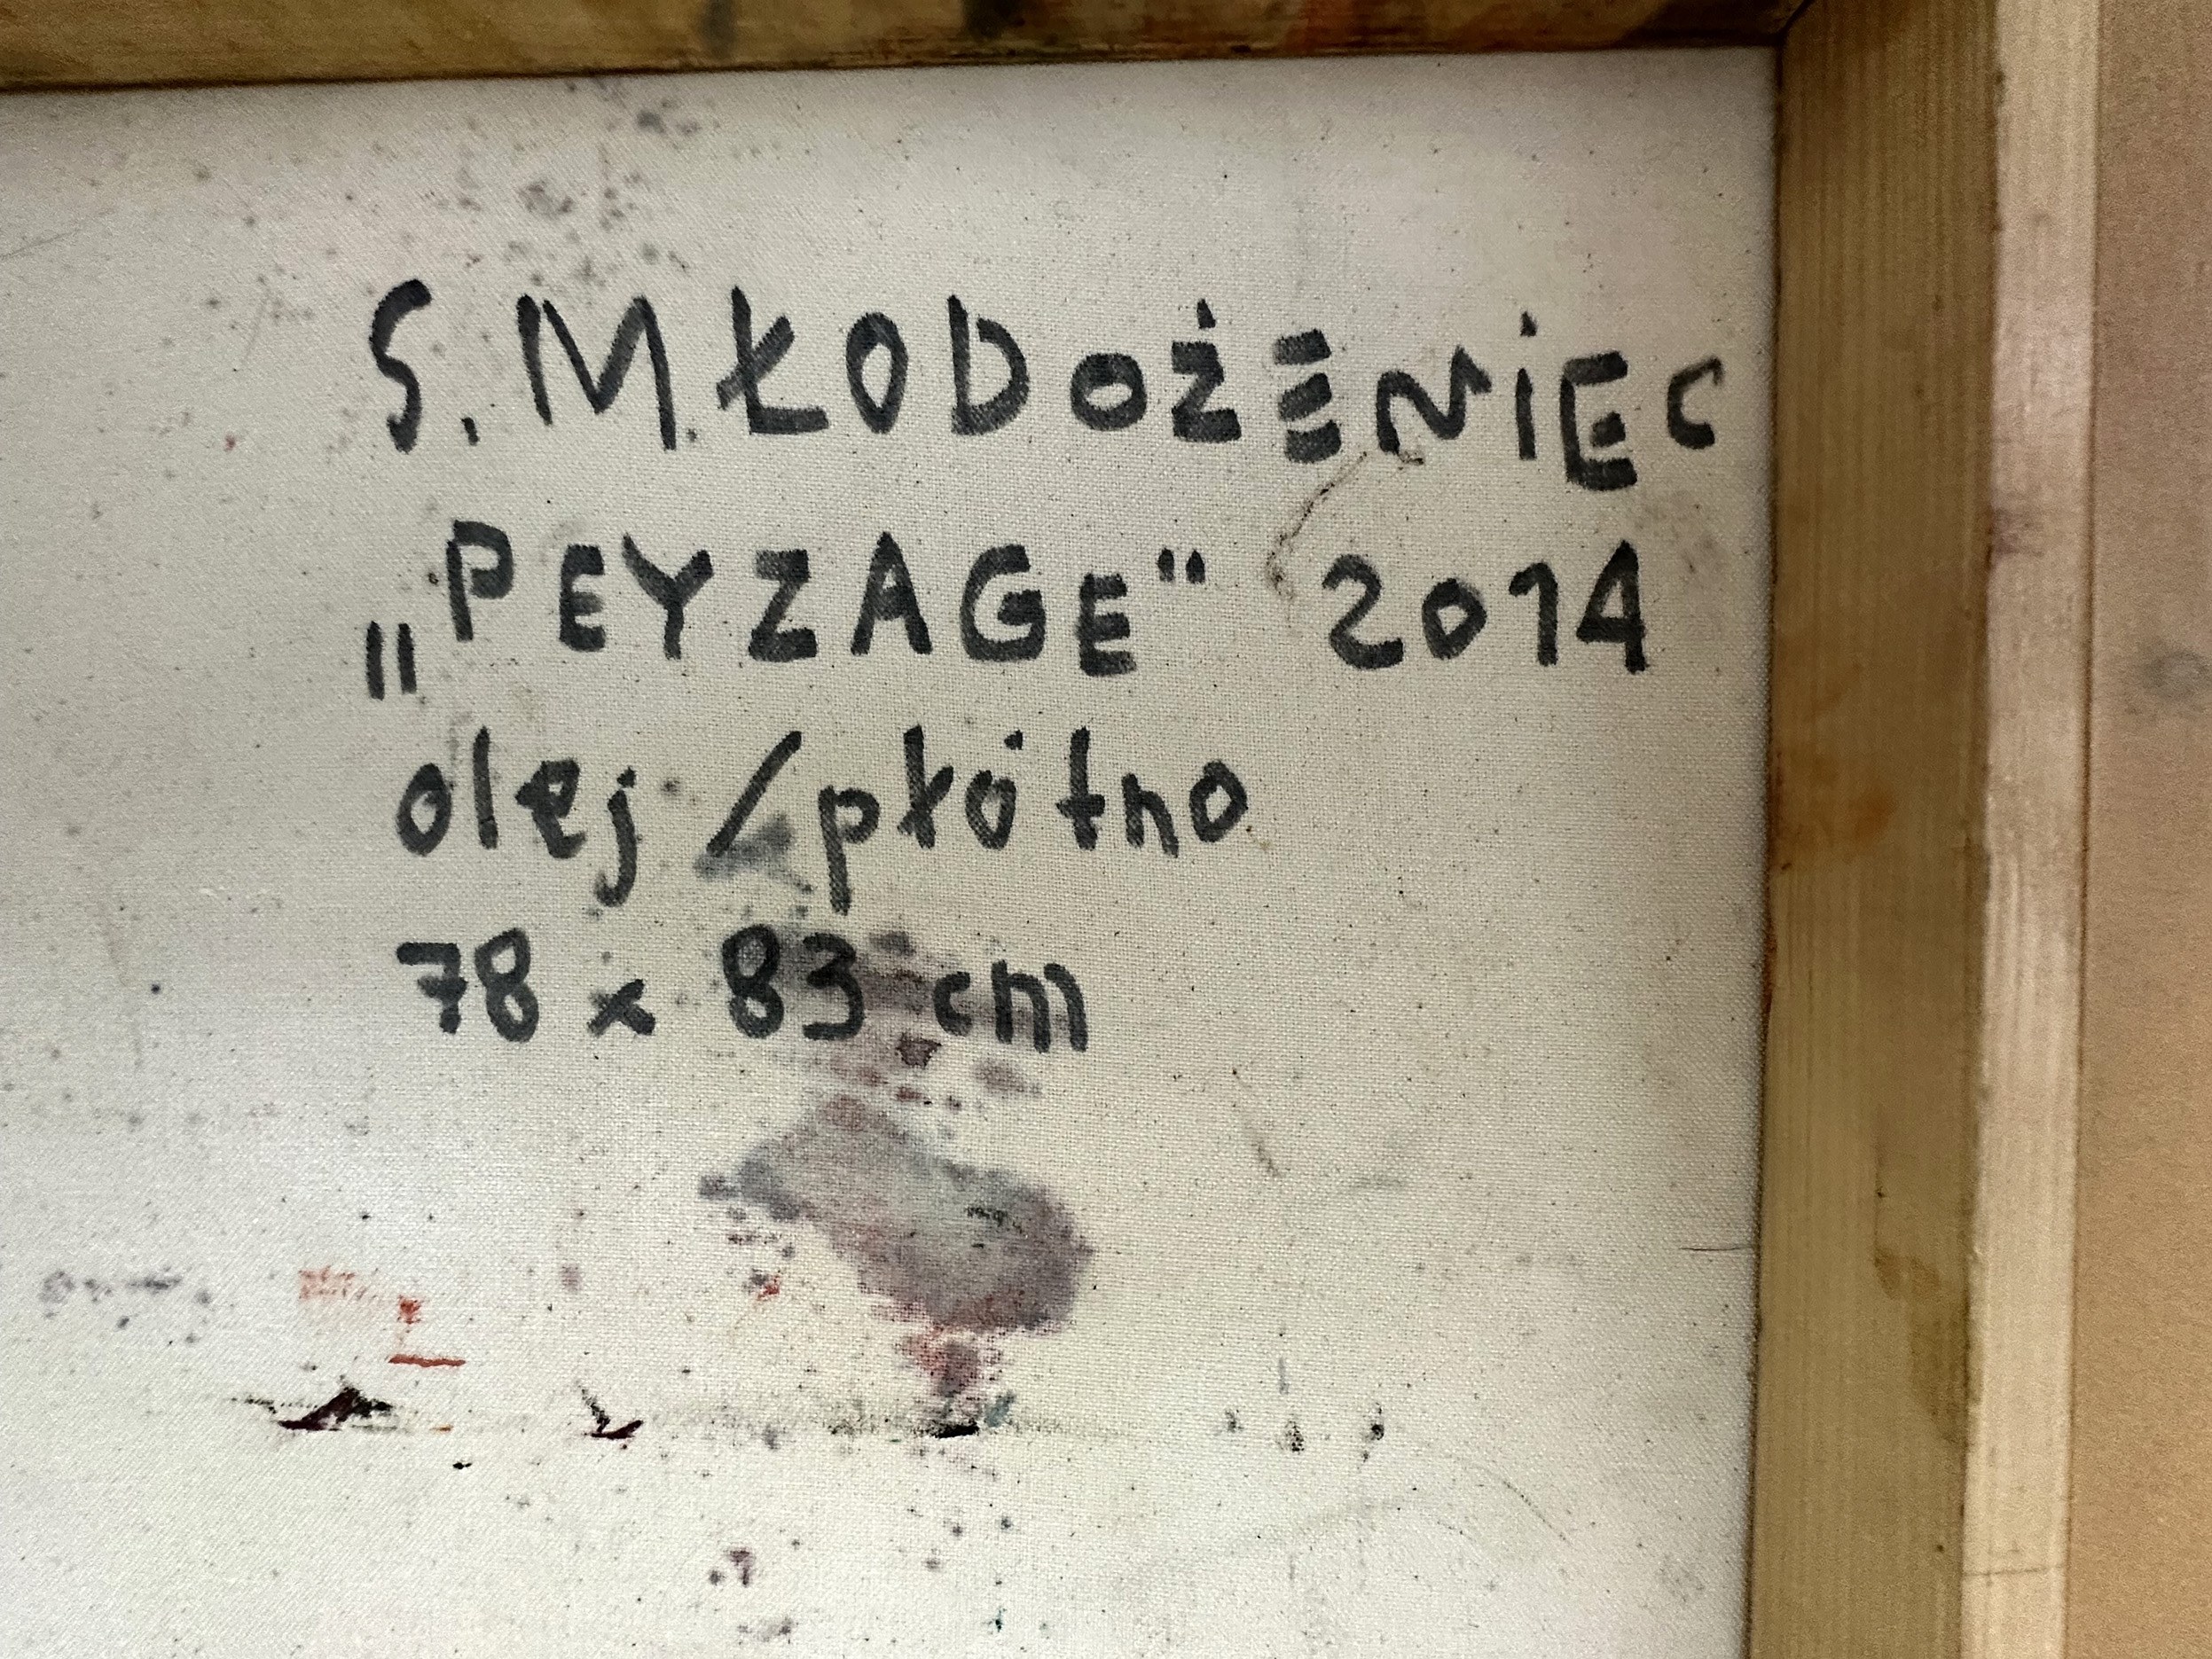 S. MŁODOŻENIEC
„PEYZAGE" 2014
olej / płótno
78 x 83 cm